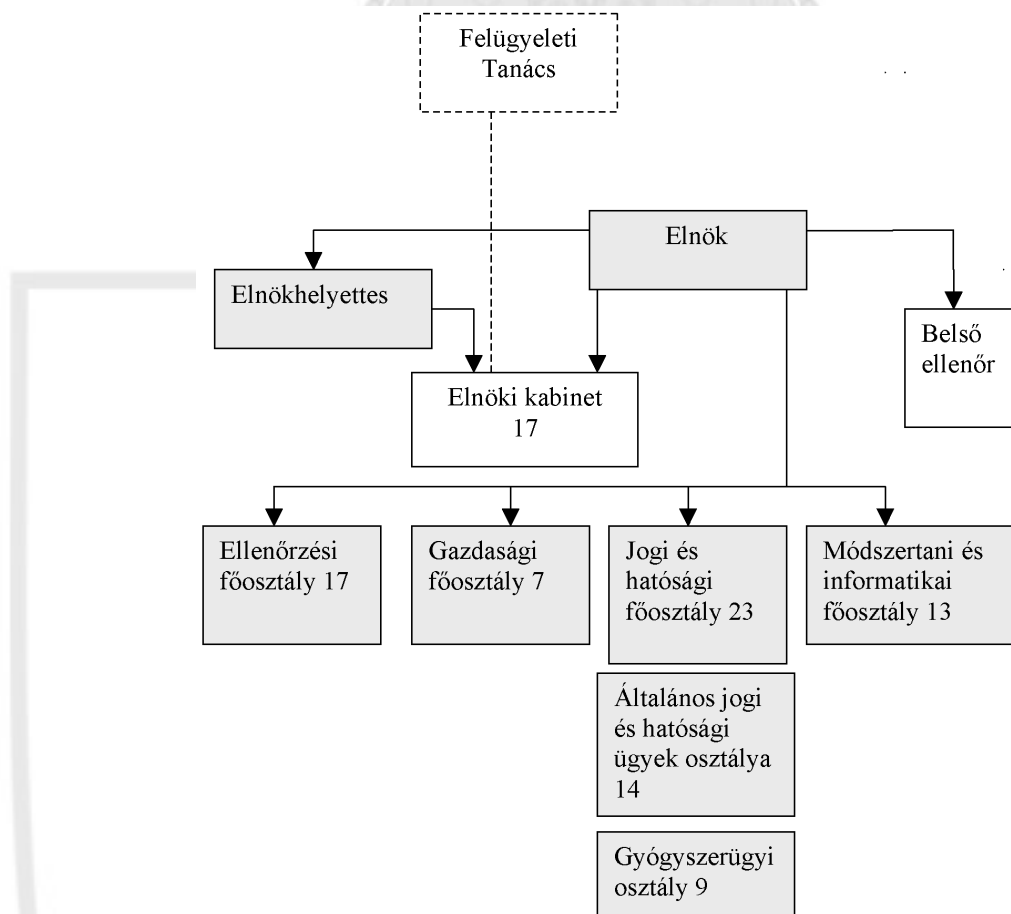 Felügyeleti
Tanács
Elnök
Elnökhelyettes
Belső
ellenőr
Elnöki kabinet
17
Ellenőrzési
főosztály 17
Gazdasági
főosztály 7
Jogi és
hatósági
főosztály 23
Módszertani és
informatikai
főosztály 13
Általános jogi
és hatósági
ügyek osztálya
14
Gyógyszerügyi
osztály 9